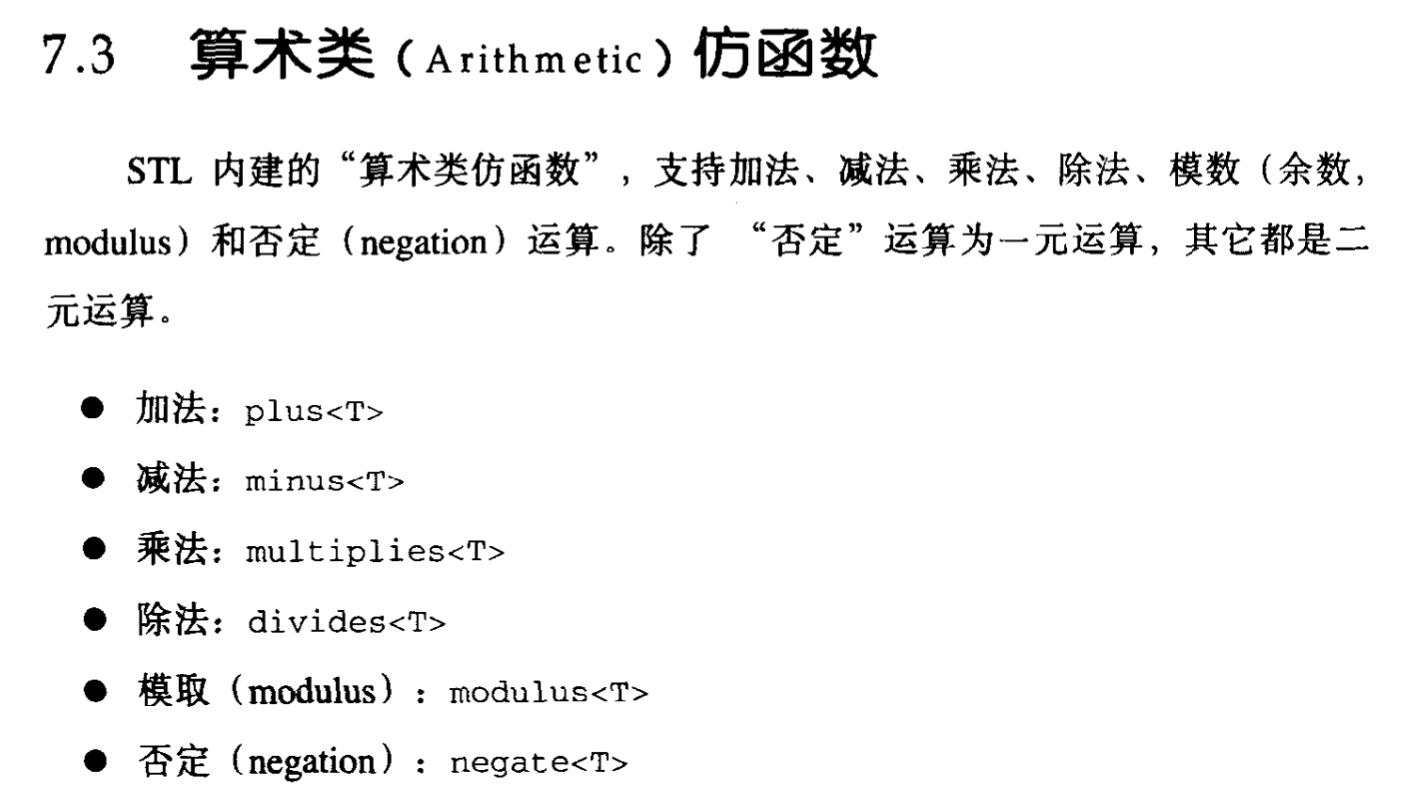 7.3 算术类（Arithmetic）仿函数
STL 内建的“算术类仿函数”，支持加法、减法、乘法、除法、模数（余数，
modulus）和否定（negation）运算。除了 “否定”运算为一元运算，其它都是二
元运算。
● 加法：plus<T>
● 减法：minus<T>
● 乘法：multiplies<T>
● 除法：divides<T>
● 模取（modulus）：modulus<T>
● 否定（negation）：negate<T>